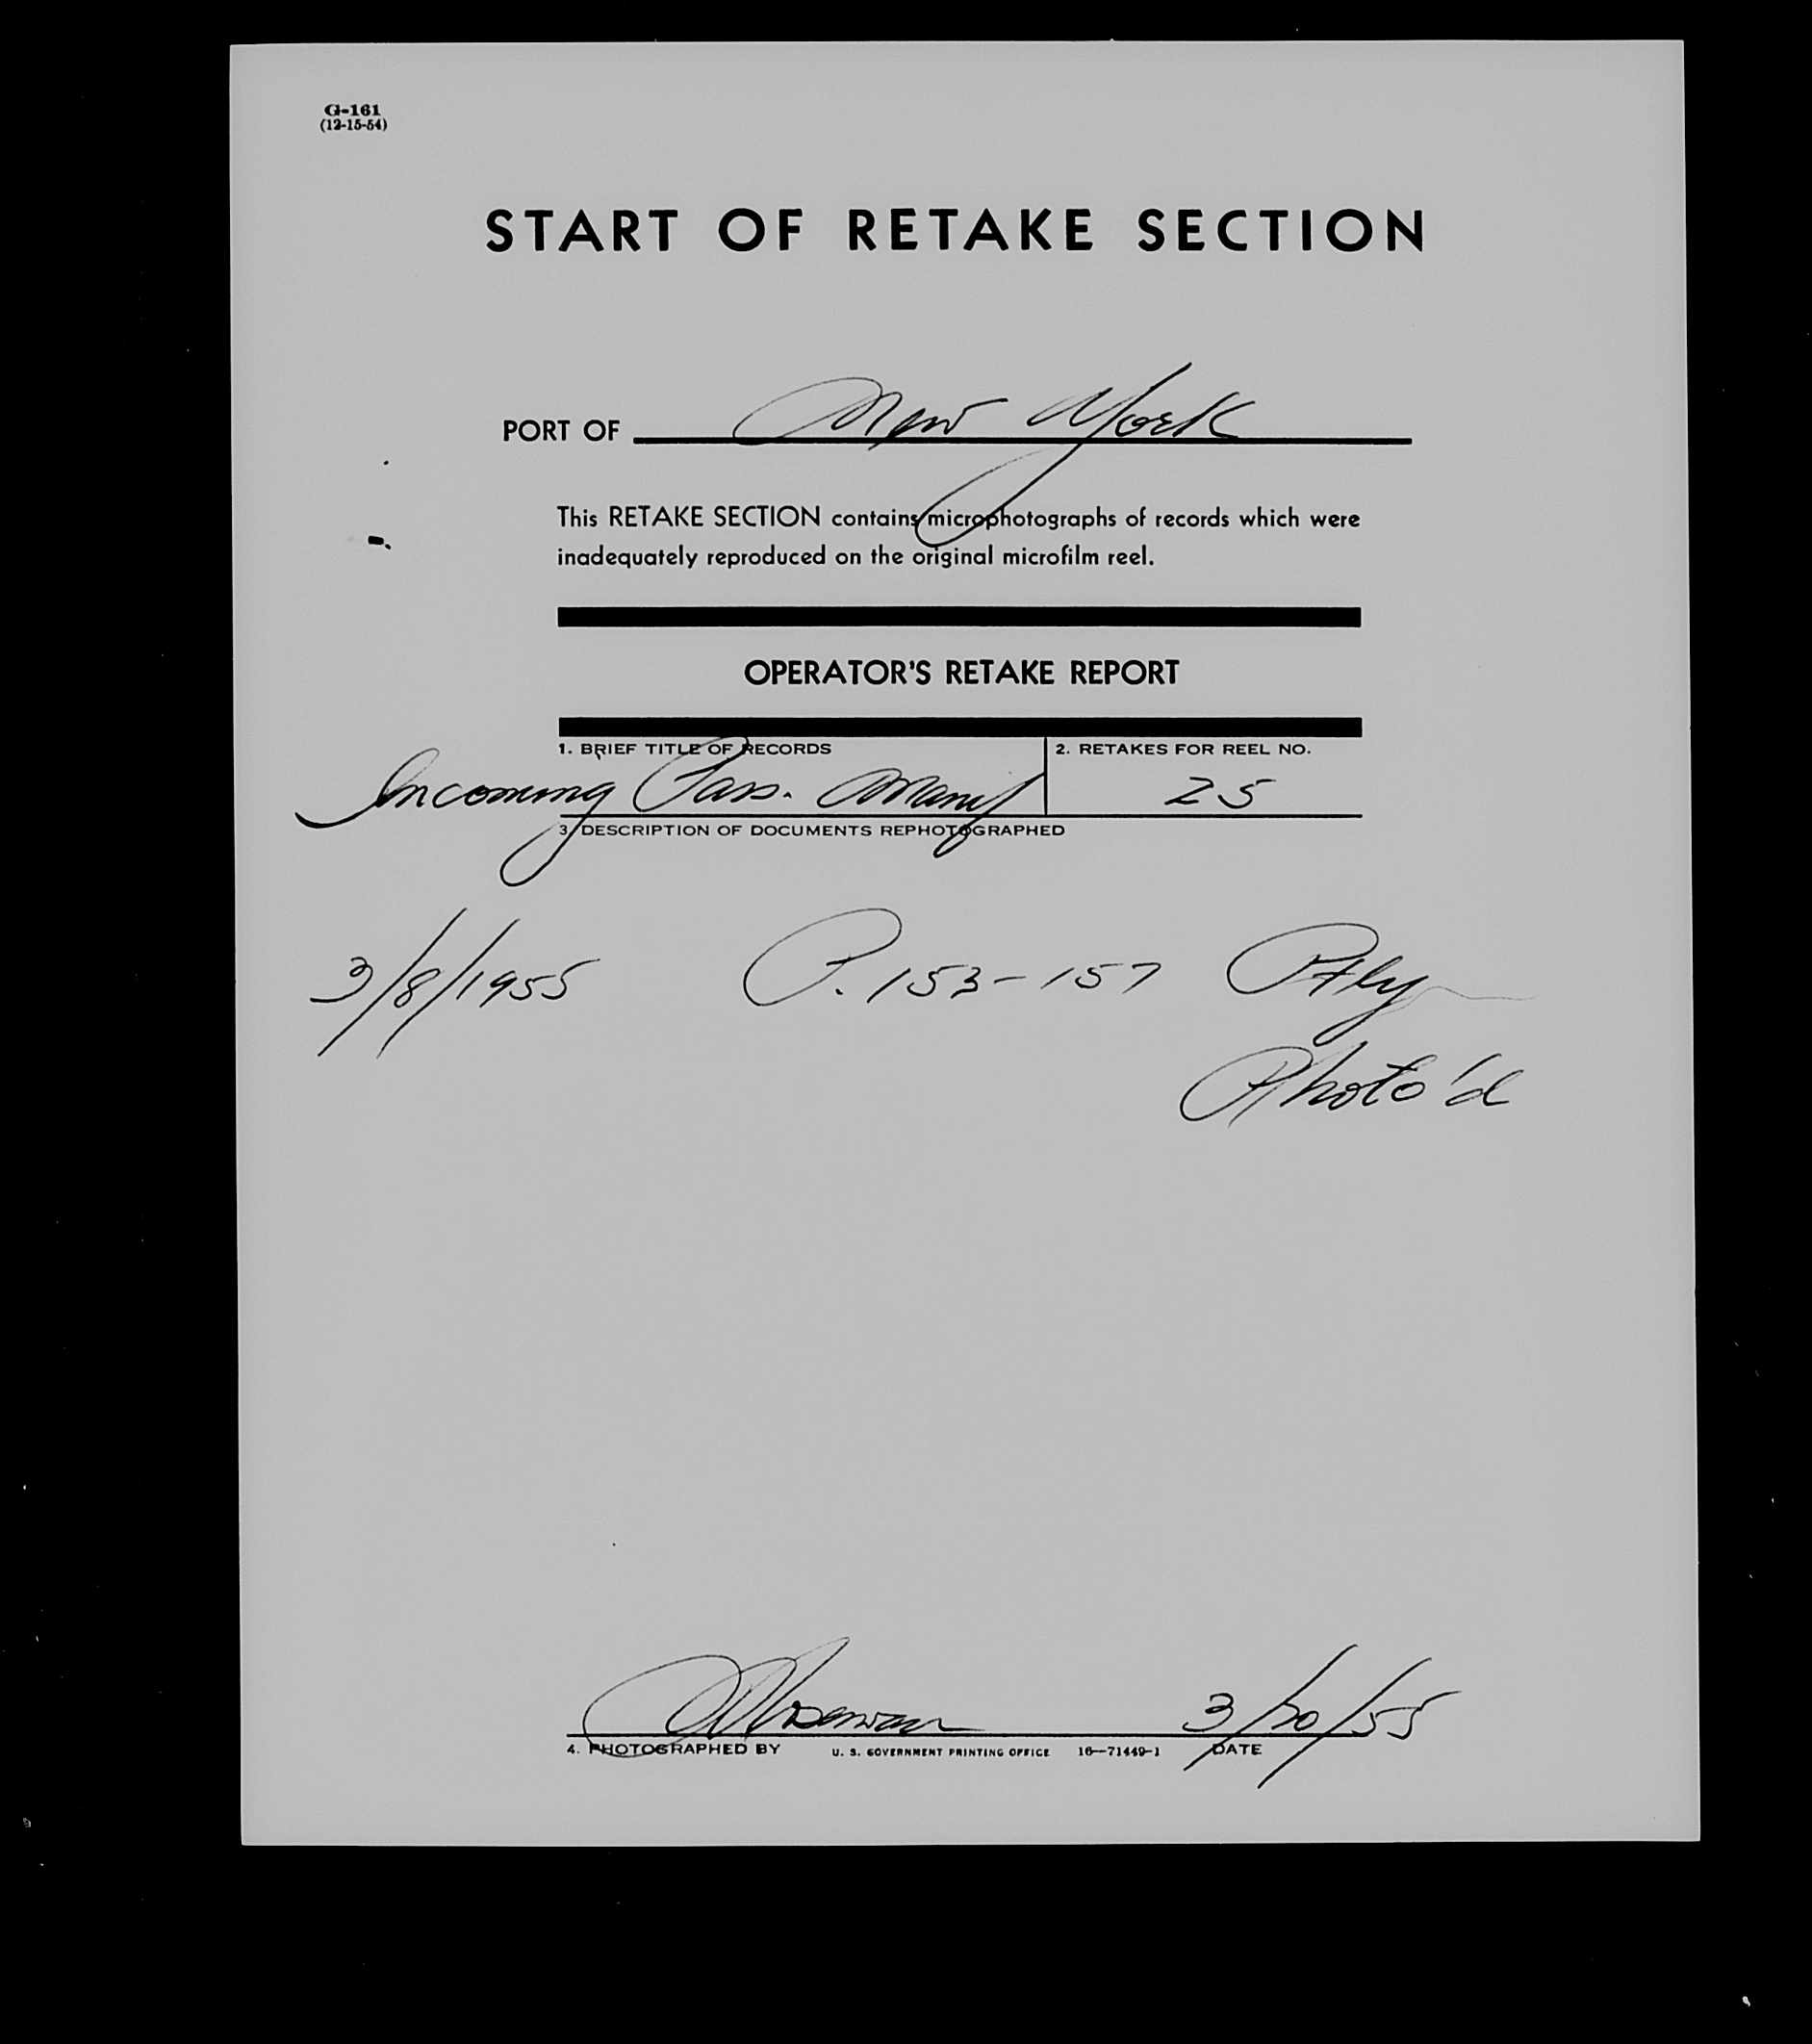 G-161
(12-15-54)
START OF RETAKE SECTION
PORT OF New York
This RETAKE SECTION contains microphotographs of records which were
inadequately reproduced on the original microfilm reel.
OPERATOR'S RETAKE REPORT
1. BRIEF TITLE OF RECORDS 2. RETAKES FOR REEL NO.
Incoming Pass. Manif 25
3. DESCRIPTION OF DOCUMENTS REPHOTOGRAPHED
3/8/1955 P. 153-157 Ptly
Photo'd
3/20/55
4. PHOTOGRAPHED BY U. S. GOVERNMENT PRINTING OFFICE 16—71449-1 DATE